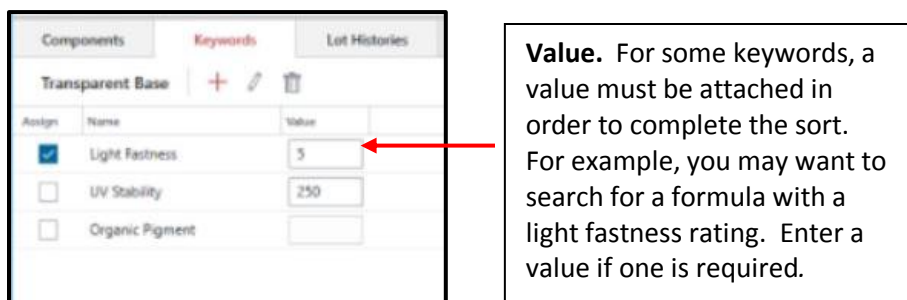 Components Keywords Lot Histories
Transparent Base
Assign Name Value
Light Fastness 5
UV Stability 250
Organic Pigment
Value. For some keywords, a
value must be attached in
order to complete the sort.
For example, you may want to
search for a formula with a
light fastness rating. Enter a
value if one is required.